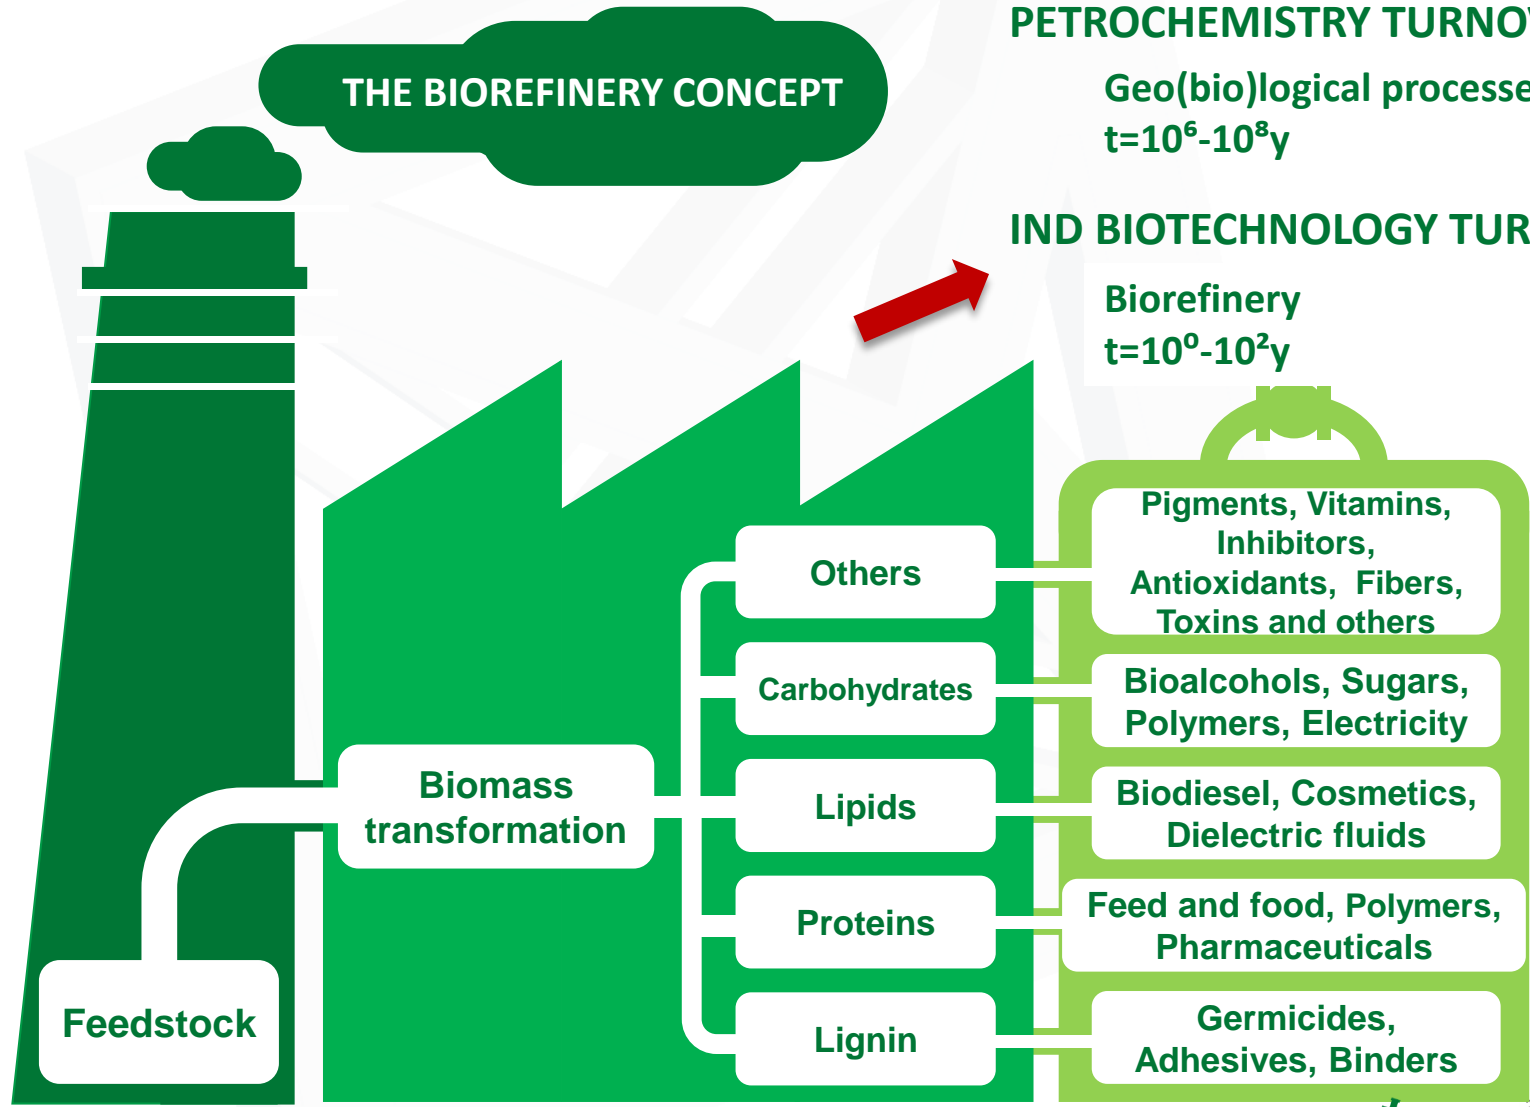 THE BIOREFINERY CONCEPT
PETROCHEMISTRY TURNOV
Geo(bio)logical processe
t=10⁶-10⁸y
IND BIOTECHNOLOGY TUR
Biorefinery
t=10⁰-10²y
Feedstock
Biomass
transformation
Others
Pigments, Vitamins,
Inhibitors,
Antioxidants, Fibers,
Toxins and others
Carbohydrates
Bioalcohols, Sugars,
Polymers, Electricity
Lipids
Biodiesel, Cosmetics,
Dielectric fluids
Proteins
Feed and food, Polymers,
Pharmaceuticals
Lignin
Germicides,
Adhesives, Binders